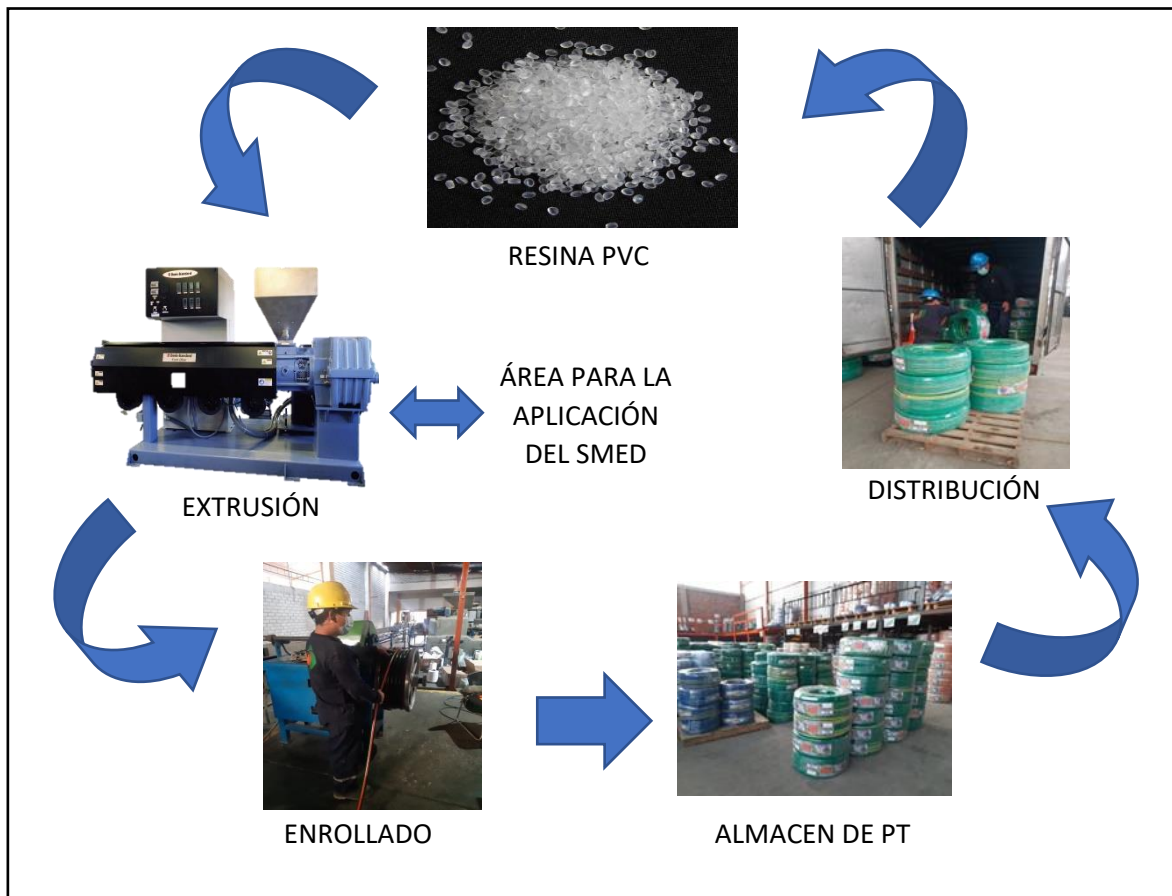 RESINA PVC
ÁREA PARA LA
APLICACIÓN
DEL SMED
EXTRUSIÓN
DISTRIBUCIÓN
ENROLLADO
ALMACEN DE PT